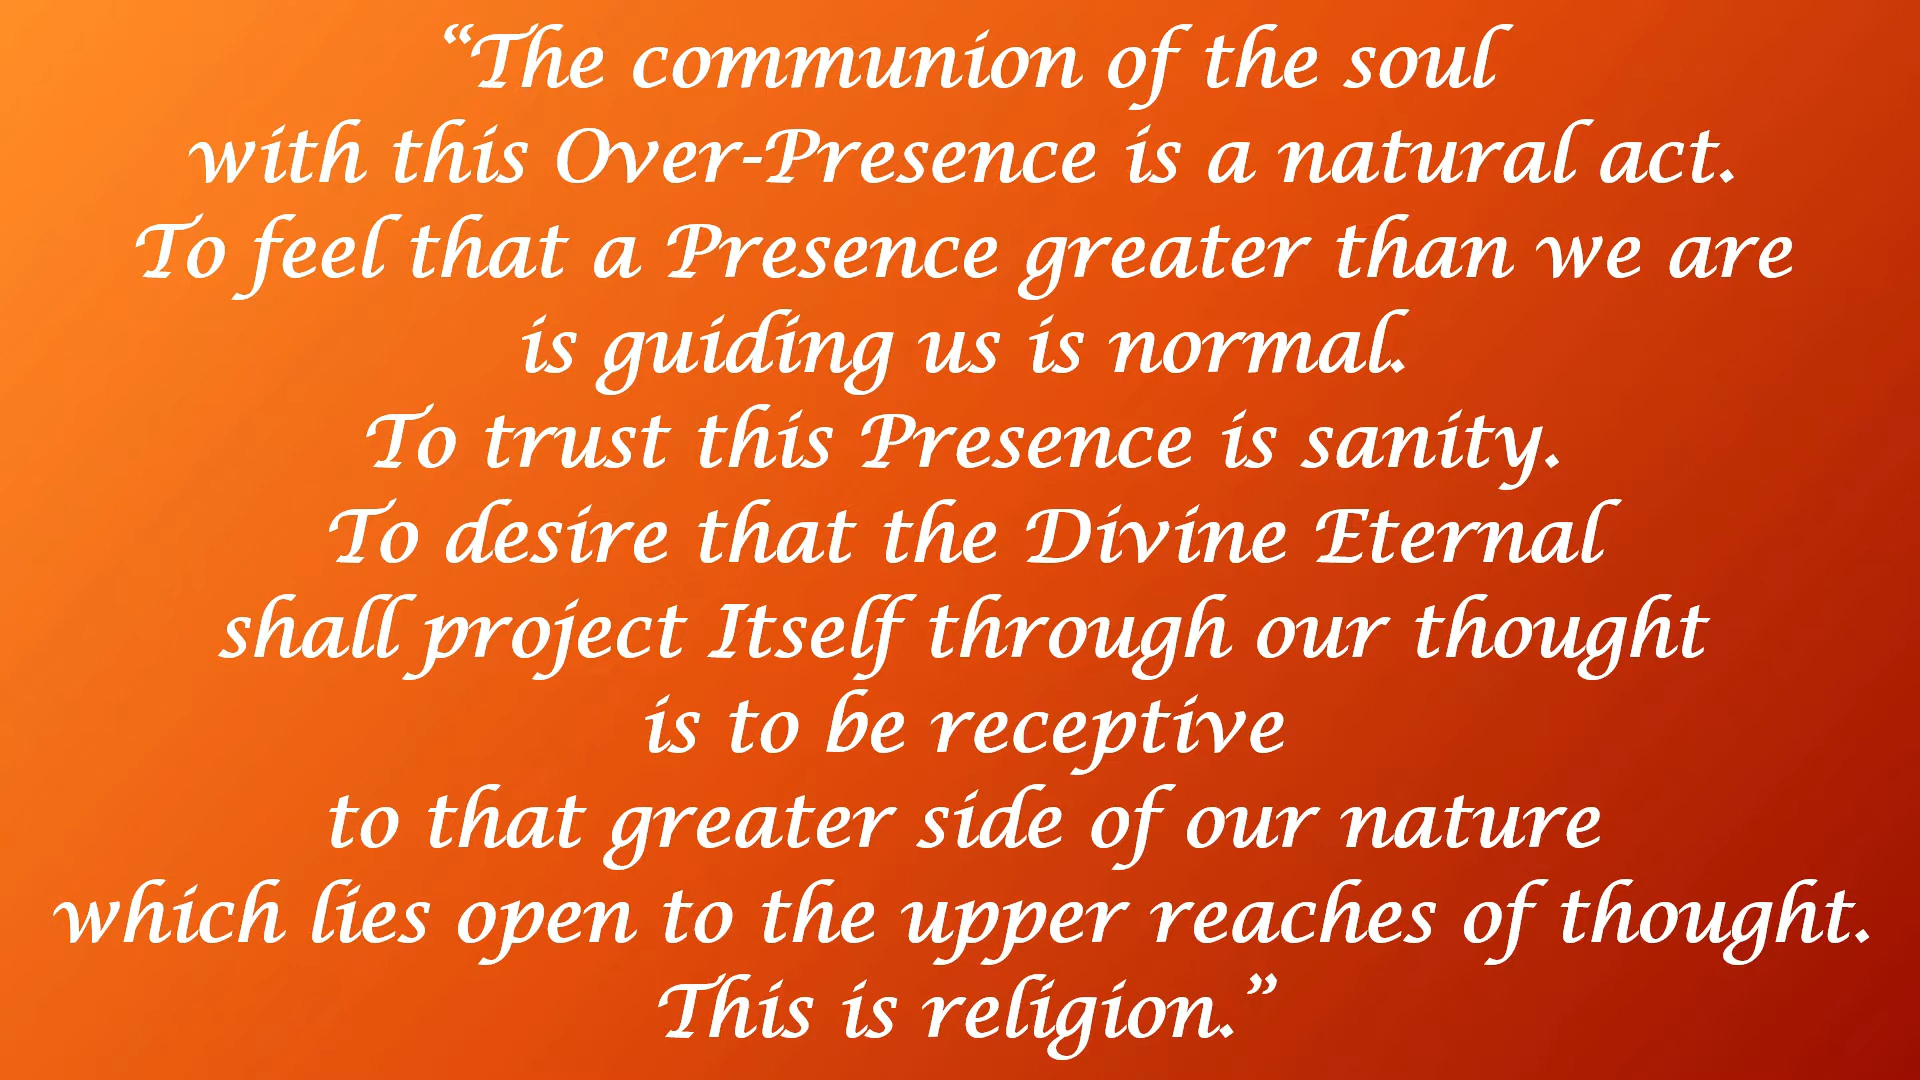 “The communion of the soul
with this Over-Presence is a natural act.
To feel that a Presence greater than we are
is guiding us is normal.
To trust this Presence is sanity.
To desire that the Divine Eternal
shall project Itself through our thought
is to be receptive
to that greater side of our nature
which lies open to the upper reaches of thought.
This is religion.”